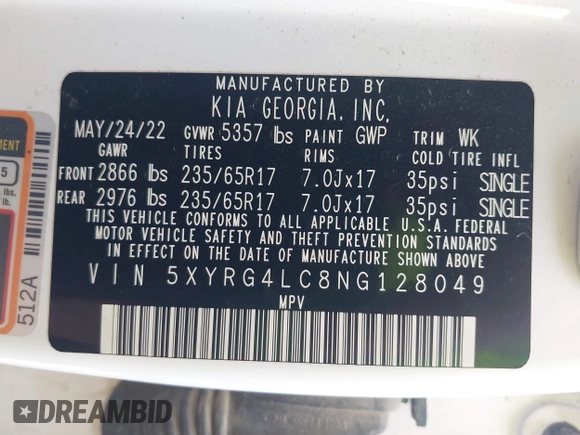 MANUFACTURED BY
KIA GEORGIA, INC.
MAY/24/22 GVWR 5357 lbs PAINT GWP TRIM WK
GAWR TIRES RIMS COLD TIRE INFL
FRONT 2866 lbs 235/65R17 7.0Jx17 35psi SINGLE
REAR 2976 lbs 235/65R17 7.0Jx17 35psi SINGLE
THIS VEHICLE CONFORMS TO ALL APPLICABLE U.S.A. FEDERAL
MOTOR VEHICLE SAFETY AND THEFT PREVENTION STANDARDS
IN EFFECT ON THE DATE OF MANUFACTURE SHOWN ABOVE
VIN 5XYRG4LC8NG128049
MPV
5
lbs.
512A
DREAMBID